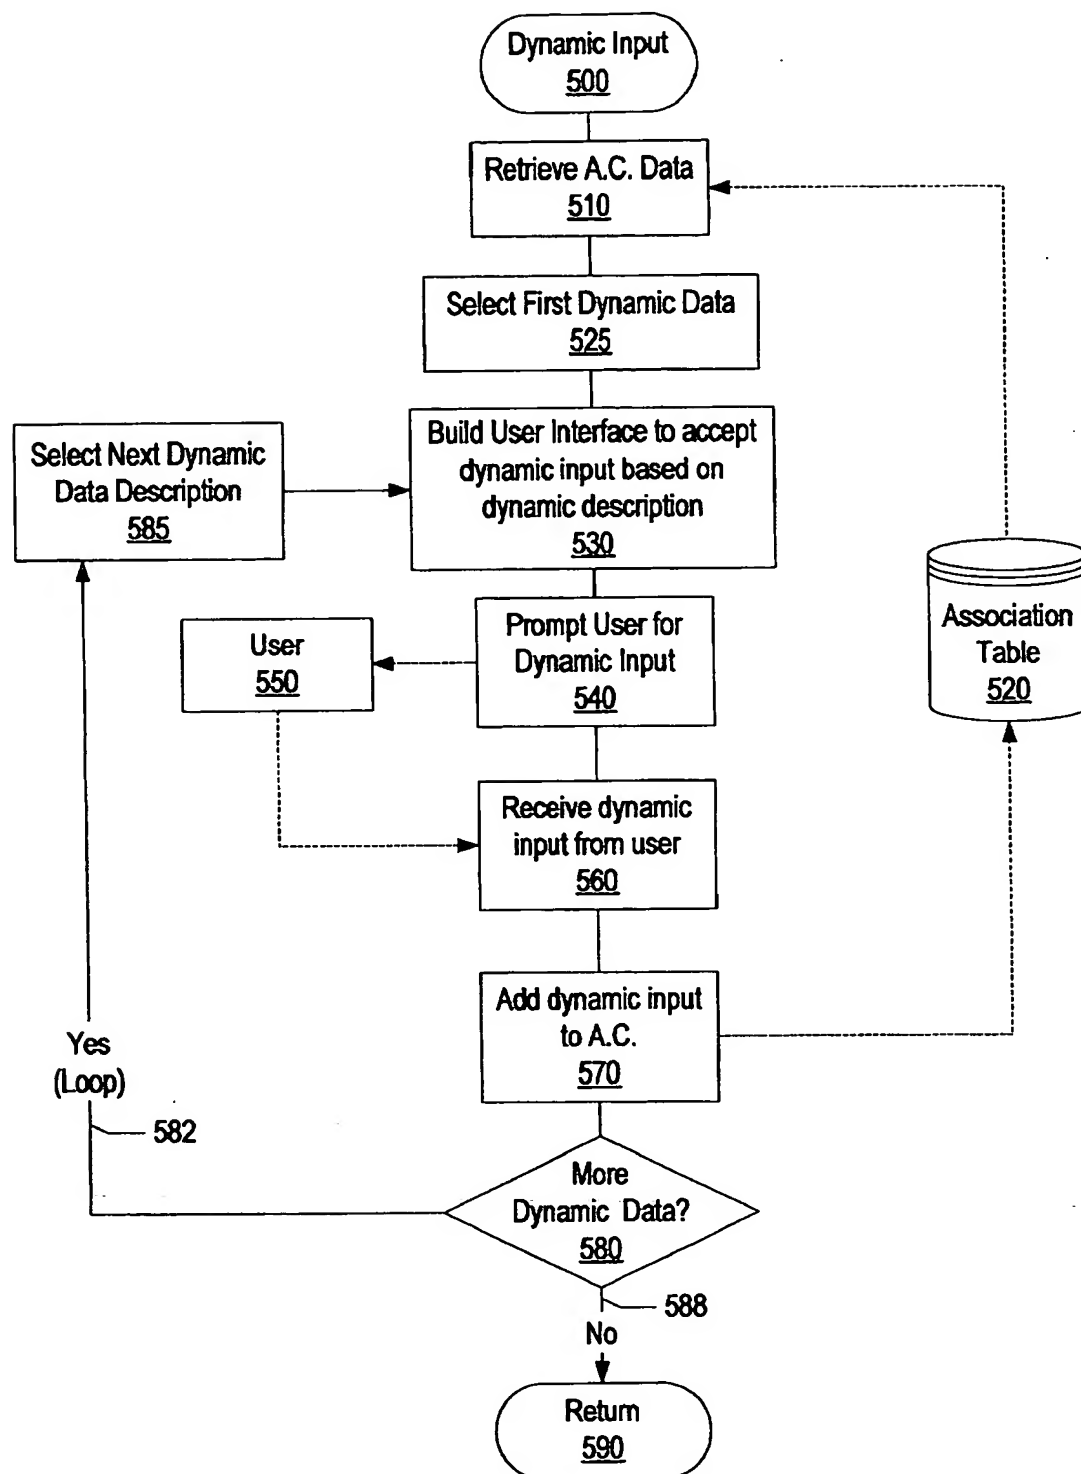 Dynamic Input
500
Retrieve A.C. Data
510
Select First Dynamic Data
525
Build User Interface to accept
dynamic input based on
dynamic description
530
Select Next Dynamic
Data Description
585
Association
Table
520
User
550
Prompt User for
Dynamic Input
540
Receive dynamic
input from user
560
Add dynamic input
to A.C.
570
Yes
(Loop)
582
More
Dynamic Data?
580
588
No
Return
590